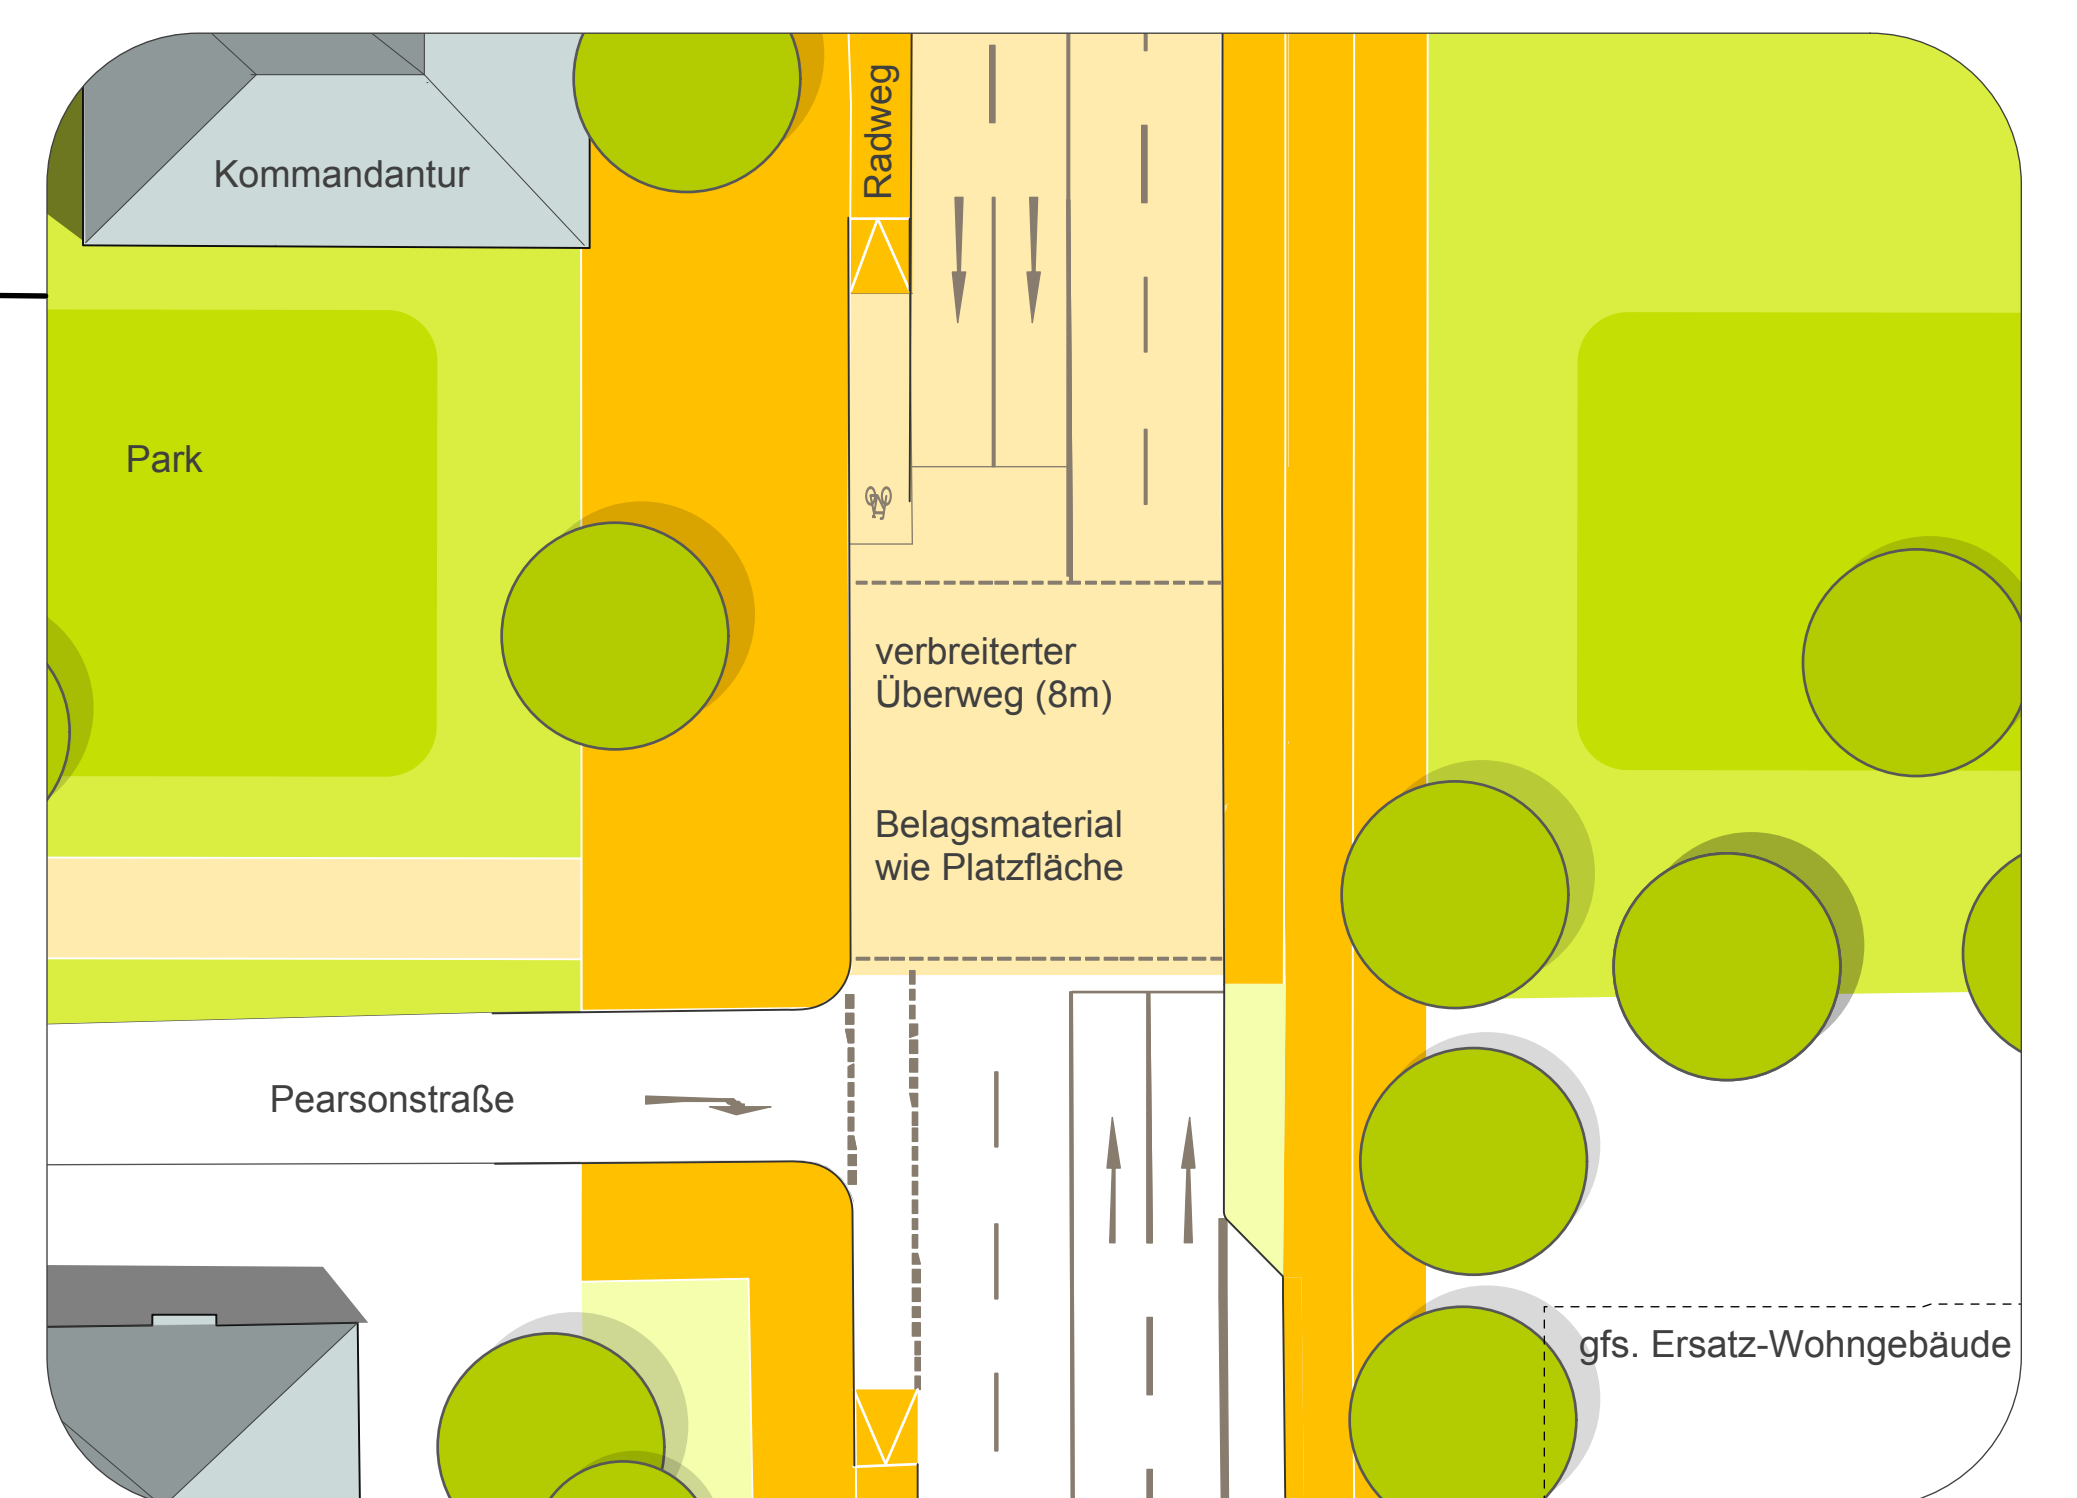 Radweg
Kommandantur
Park
verbreiterter
Überweg (8m)
Belagsmaterial
wie Platzfläche
Pearsonstraße
gfs. Ersatz-Wohngebäude